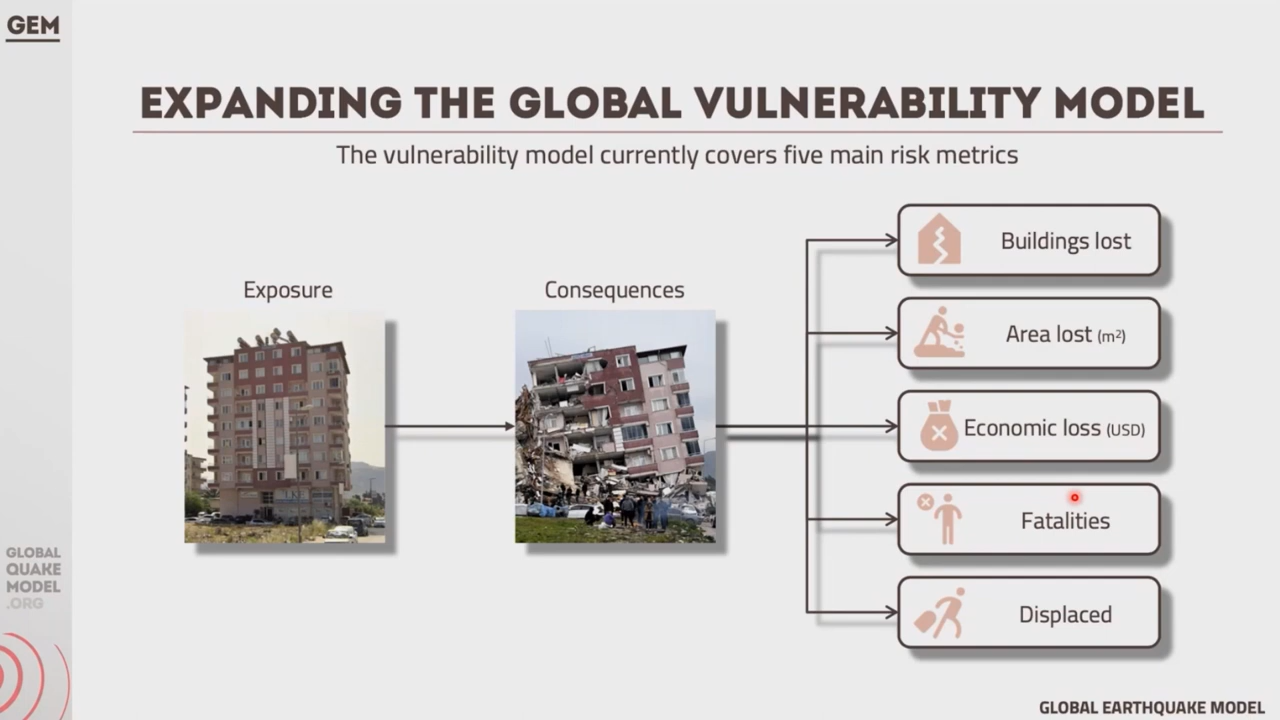 GEM
EXPANDING THE GLOBAL VULNERABILITY MODEL
The vulnerability model currently covers five main risk metrics
Exposure
Consequences
Buildings lost
Area lost (m²)
Economic loss (USD)
Fatalities
Displaced
GLOBAL
QUAKE
MODEL
.ORG
GLOBAL EARTHQUAKE MODEL